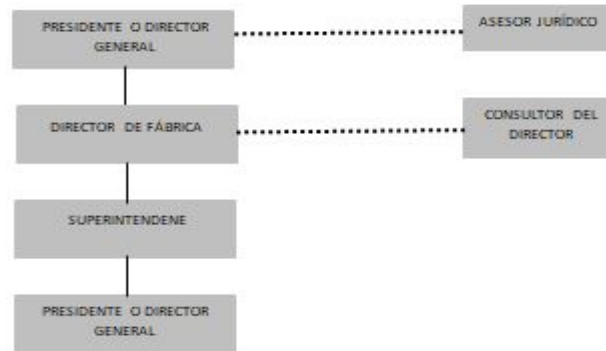 PRESIDENTE O DIRECTOR
GENERAL
ASESOR JURÍDICO
DIRECTOR DE FÁBRICA
CONSULTOR DEL
DIRECTOR
SUPERINTENDENE
PRESIDENTE O DIRECTOR
GENERAL